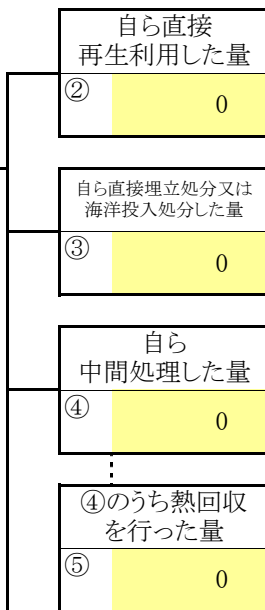 自ら直接
再生利用した量
②
0
自ら直接埋立処分又は
海洋投入処分した量
③
0
自ら
中間処理した量
④
0
④のうち熱回収
を行った量
⑤
0